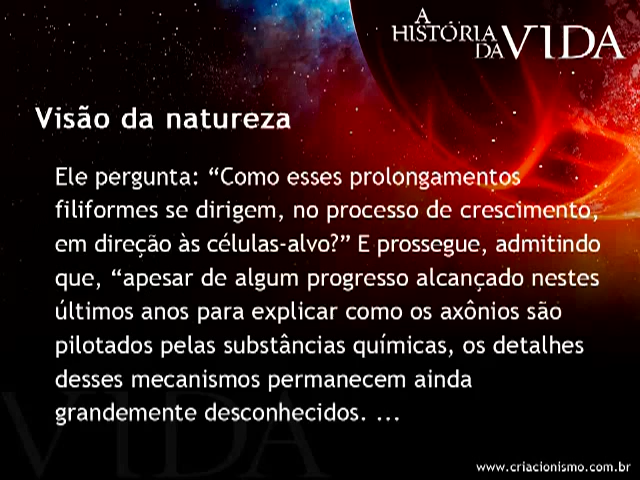 A
HISTÓRIA
DA VIDA
Visão da natureza
Ele pergunta: “Como esses prolongamentos
filiformes se dirigem, no processo de crescimento,
em direção às células-alvo?” E prossegue, admitindo
que, “apesar de algum progresso alcançado nestes
últimos anos para explicar como os axônios são
pilotados pelas substâncias químicas, os detalhes
desses mecanismos permanecem ainda
grandemente desconhecidos. ...
VIDA
www.criacionismo.com.br